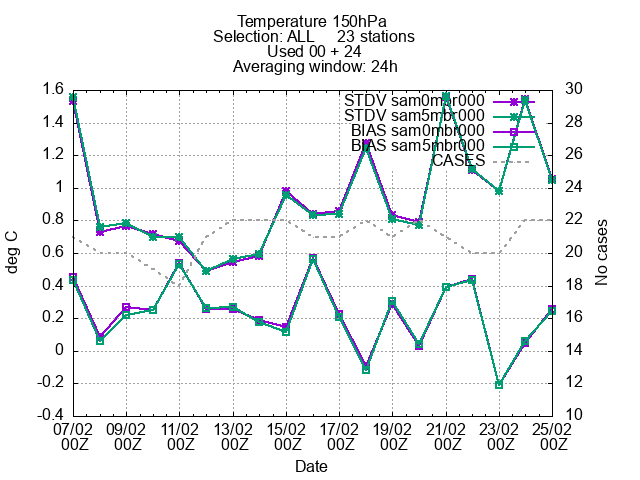 Temperature 150hPa
Selection: ALL 23 stations
Used 00 + 24
Averaging window: 24h
STDV sam0mbr000
STDV sam5mbr000
BIAS sam0mbr000
BIAS sam5mbr000
CASES
1.6
1.4
1.2
1
0.8
0.6
0.4
0.2
0
-0.2
-0.4
deg C
30
28
26
24
22
20
18
16
14
12
10
No cases
07/02 09/02 11/02 13/02 15/02 17/02 19/02 21/02 23/02 25/02
00Z 00Z 00Z 00Z 00Z 00Z 00Z 00Z 00Z 00Z
Date